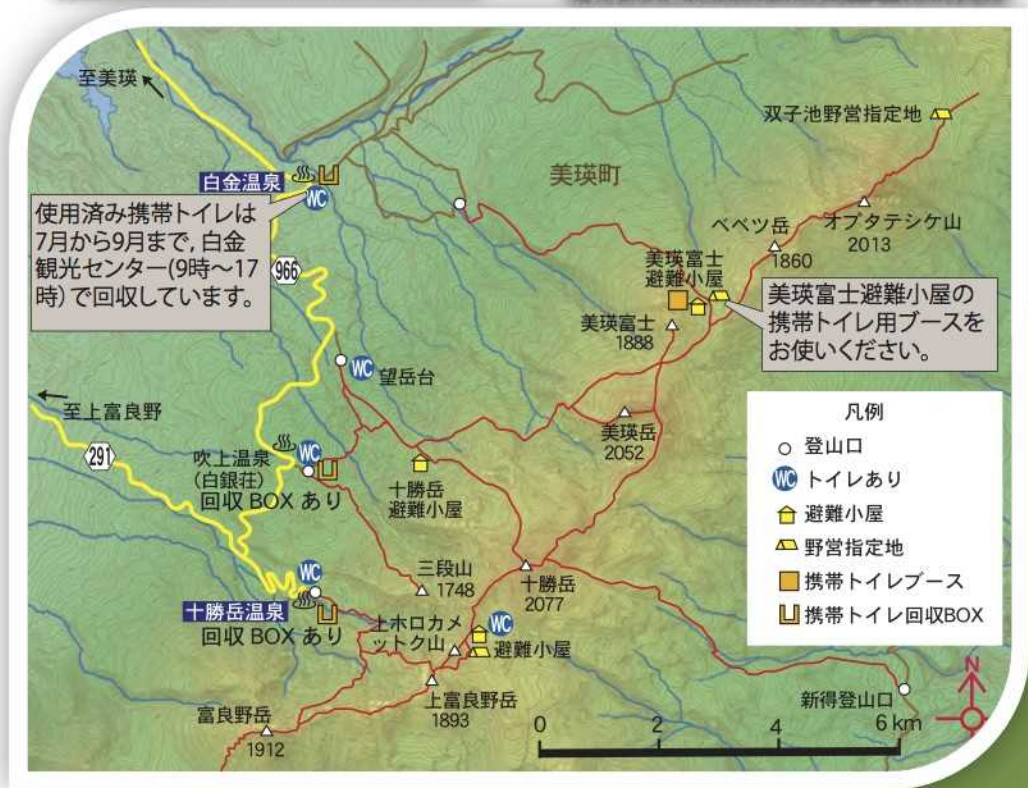 至美瑛
双子池野営指定地
美瑛町
白金温泉
WC
使用済み携帯トイレは
7月から9月まで,白金
観光センター(9時〜17
時)で回収しています。
966
オプタテシケ山
2013
ベベツ岳
1860
美瑛富士
避難小屋
美瑛富士避難小屋の
携帯トイレ用ブースを
お使いください。
美瑛富士
1888
WC
望岳台
至上富良野
291
美瑛岳
2052
WC
吹上温泉
(白銀荘)
回収 BOX あり
十勝岳
避難小屋
凡例
登山口
WC トイレあり
避難小屋
野営指定地
携帯トイレブース
携帯トイレ回収BOX
WC
十勝岳温泉
回収 BOX あり
三段山
1748
十勝岳
2077
上ホロカメ
ットク山
WC
避難小屋
上富良野岳
1893
富良野岳
1912
新得登山口
N
0 2 4 6 km